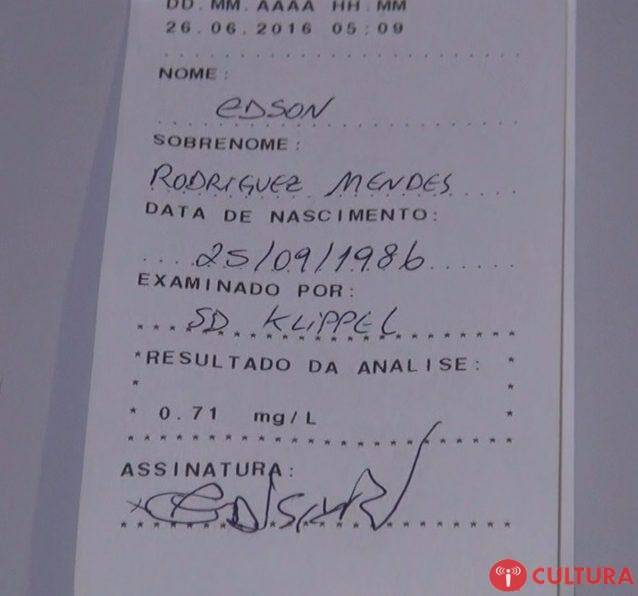 DD.MM.AAAA HH.MM
26.06.2016 05:09
NOME:
EDSON
SOBRENOME:
RODRIGUEZ MENDES
DATA DE NASCIMENTO:
25/09/1986
EXAMINADO POR:
SD KLIPPEL
*RESULTADO DA ANALISE: *
* *
* 0.71 mg/L *
ASSINATURA:
EDSON
CULTURA